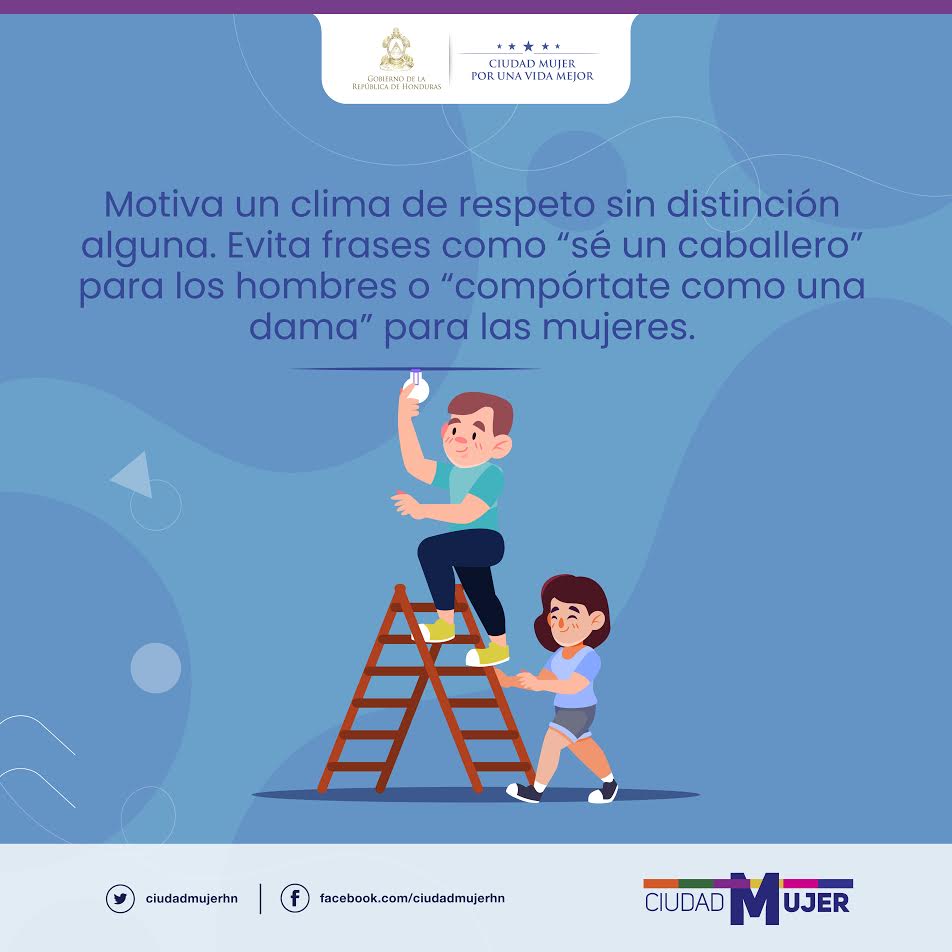 GOBIERNO DE LA
REPÚBLICA DE HONDURAS
CIUDAD MUJER
POR UNA VIDA MEJOR
Motiva un clima de respeto sin distinción
alguna. Evita frases como “sé un caballero”
para los hombres o “compórtate como una
dama” para las mujeres.
ciudadmujerhn
facebook.com/ciudadmujerhn
CIUDAD MUJER